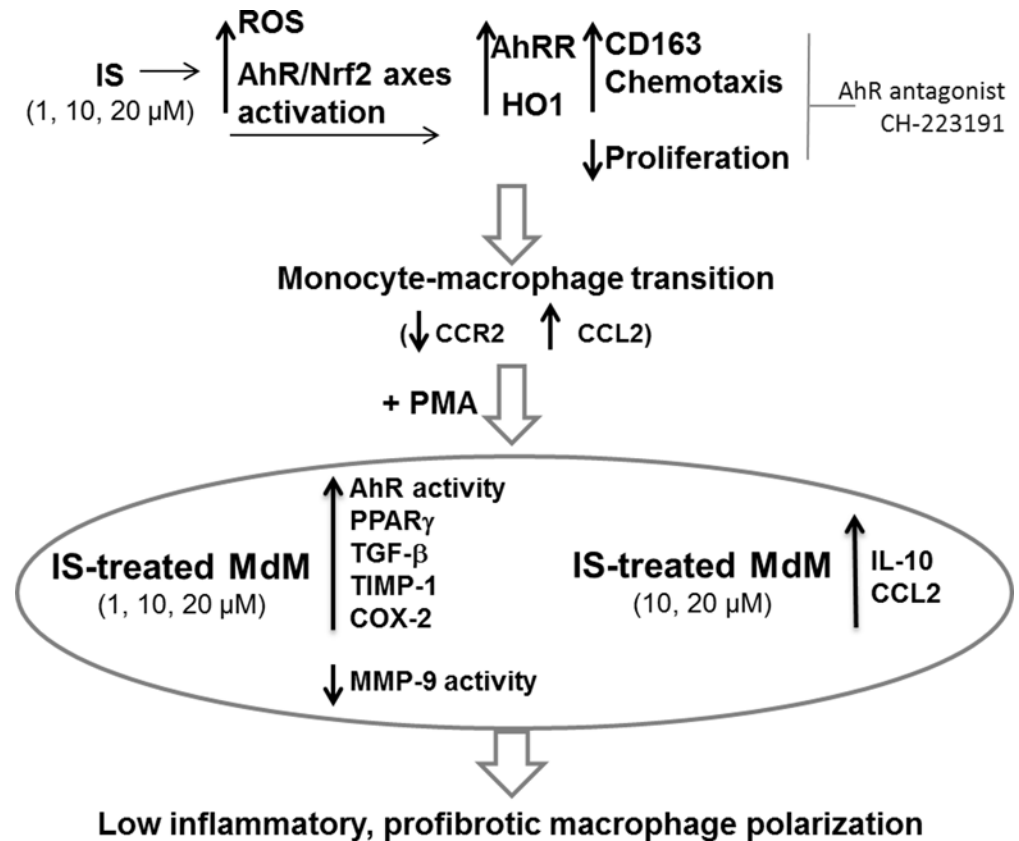 ROS
IS
(1, 10, 20 µM)
AhR/Nrf2 axes
activation
AhRR
HO1
CD163
Chemotaxis
Proliferation
AhR antagonist
CH-223191
Monocyte-macrophage transition
(CCR2 CCL2)
+ PMA
IS-treated MdM
(1, 10, 20 µM)
AhR activity
PPARγ
TGF-β
TIMP-1
COX-2
MMP-9 activity
IS-treated MdM
(10, 20 µM)
IL-10
CCL2
Low inflammatory, profibrotic macrophage polarization